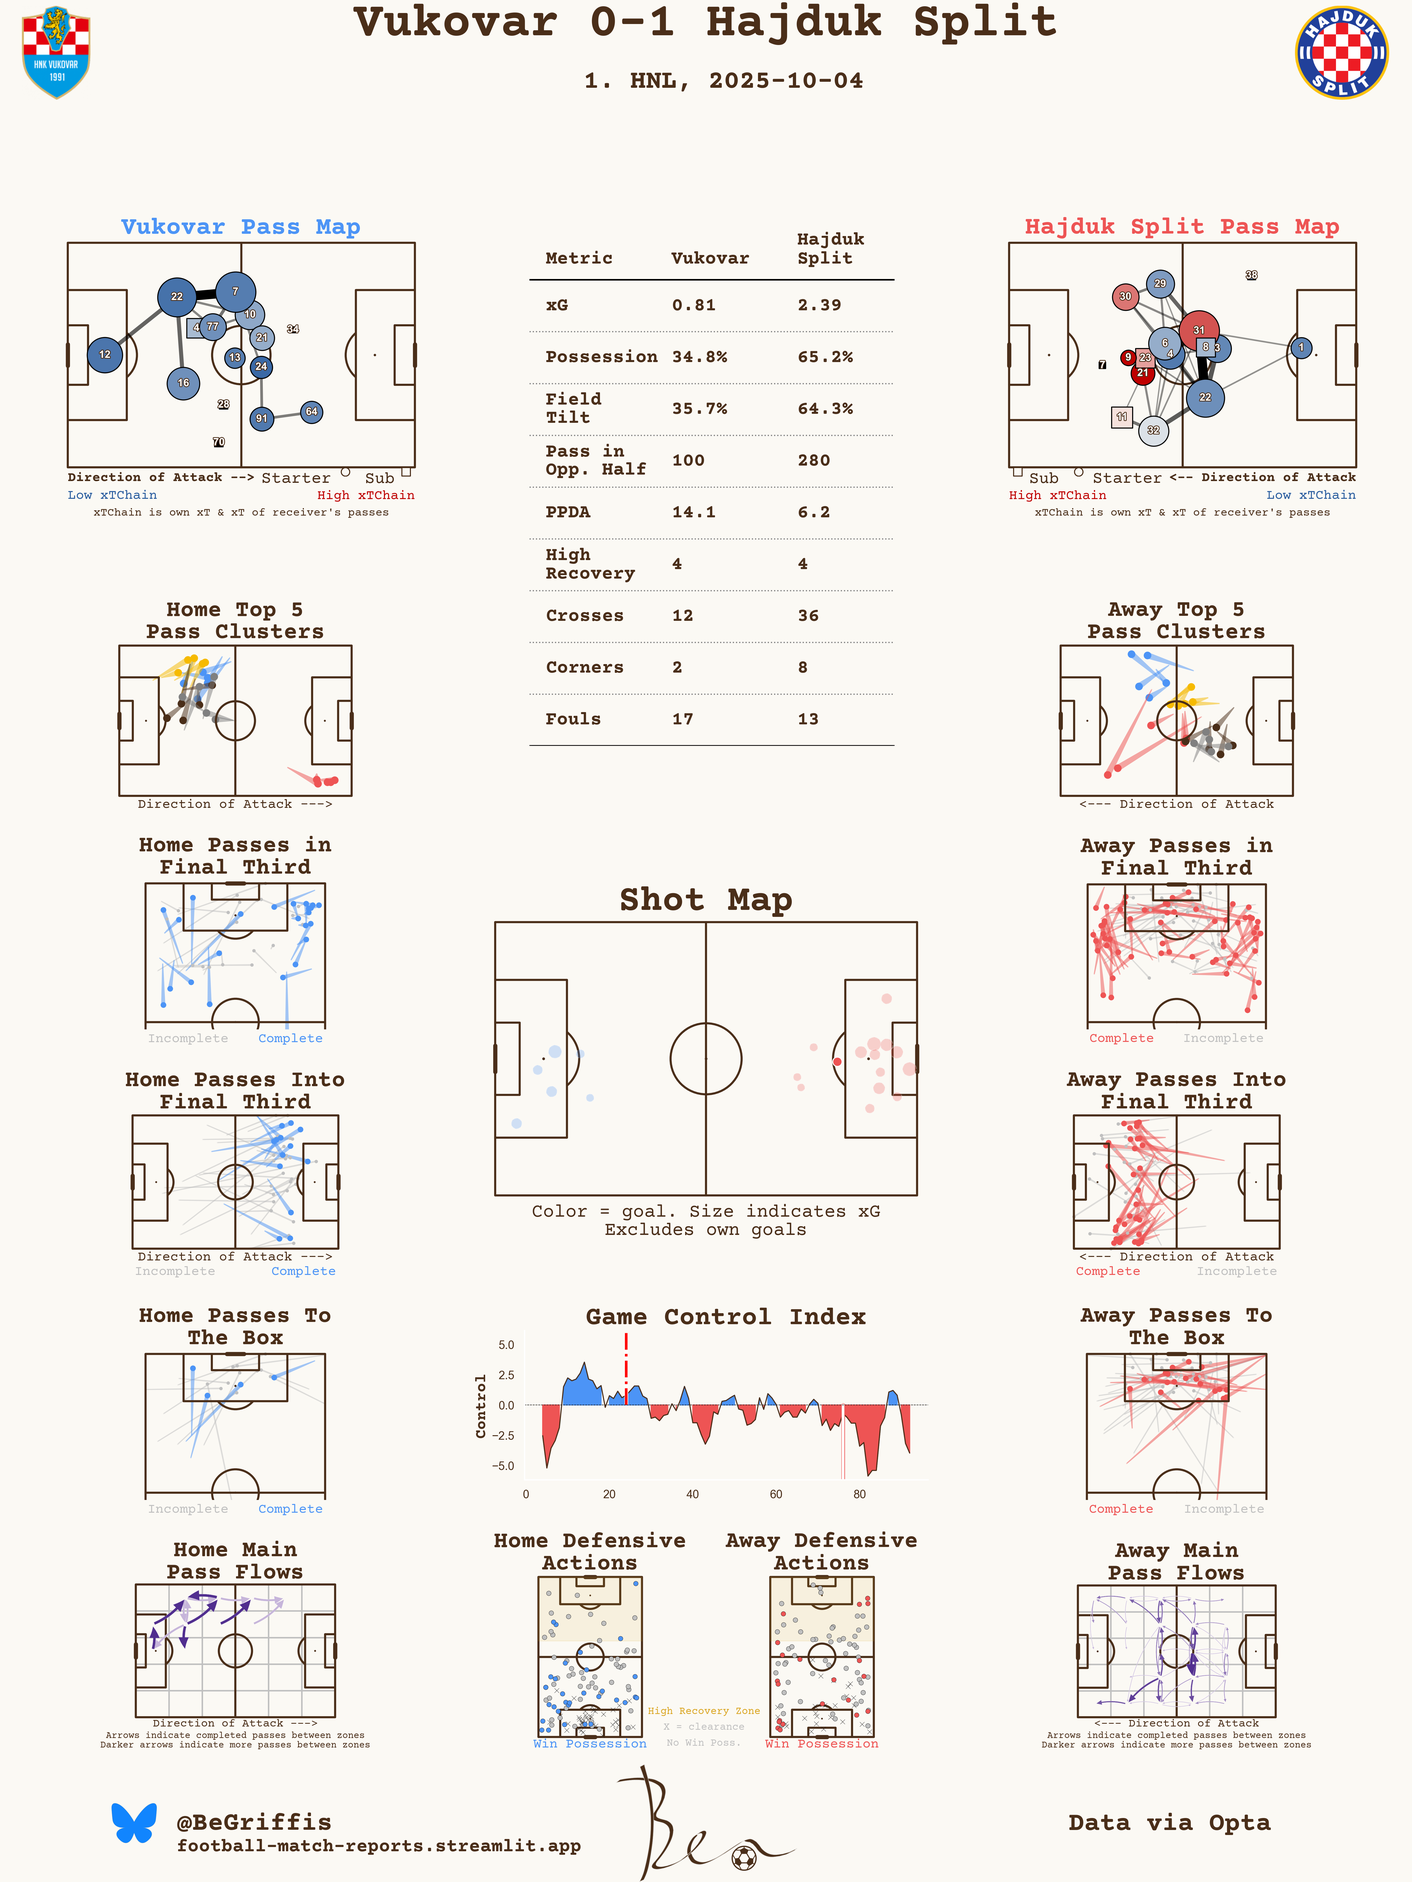 Vukovar 0-1 Hajduk Split
1. HNL, 2025-10-04
HNK VUKOVAR
1991
HAJDUK
SPLIT
Vukovar Pass Map
22
7
10
4
77
21
34
12
13
24
16
28
91
64
70
Direction of Attack --> Starter Sub
Low xTChain High xTChain
xTChain is own xT & xT of receiver's passes
Metric Vukovar Hajduk Split
xG 0.81 2.39
Possession 34.8% 65.2%
Field Tilt 35.7% 64.3%
Pass in Opp. Half 100 280
PPDA 14.1 6.2
High Recovery 4 4
Crosses 12 36
Corners 2 8
Fouls 17 13
Hajduk Split Pass Map
38
29
30
31
6
8
3
4
1
9
23
7
21
22
11
32
Sub Starter <-- Direction of Attack
High xTChain Low xTChain
xTChain is own xT & xT of receiver's passes
Home Top 5
Pass Clusters
Direction of Attack --->
Away Top 5
Pass Clusters
<--- Direction of Attack
Home Passes in
Final Third
Incomplete Complete
Away Passes in
Final Third
Complete Incomplete
Shot Map
Color = goal. Size indicates xG
Excludes own goals
Home Passes Into
Final Third
Direction of Attack --->
Incomplete Complete
Away Passes Into
Final Third
<--- Direction of Attack
Complete Incomplete
Home Passes To
The Box
Incomplete Complete
Game Control Index
Control
5.0
2.5
0.0
−2.5
−5.0
0 20 40 60 80
Away Passes To
The Box
Complete Incomplete
Home Main
Pass Flows
Direction of Attack --->
Arrows indicate completed passes between zones
Darker arrows indicate more passes between zones
Home Defensive
Actions
Win Possession
Away Defensive
Actions
Win Possession
High Recovery Zone
X = clearance
No Win Poss.
Away Main
Pass Flows
<--- Direction of Attack
Arrows indicate completed passes between zones
Darker arrows indicate more passes between zones
@BeGriffis
football-match-reports.streamlit.app
Ben
Data via Opta